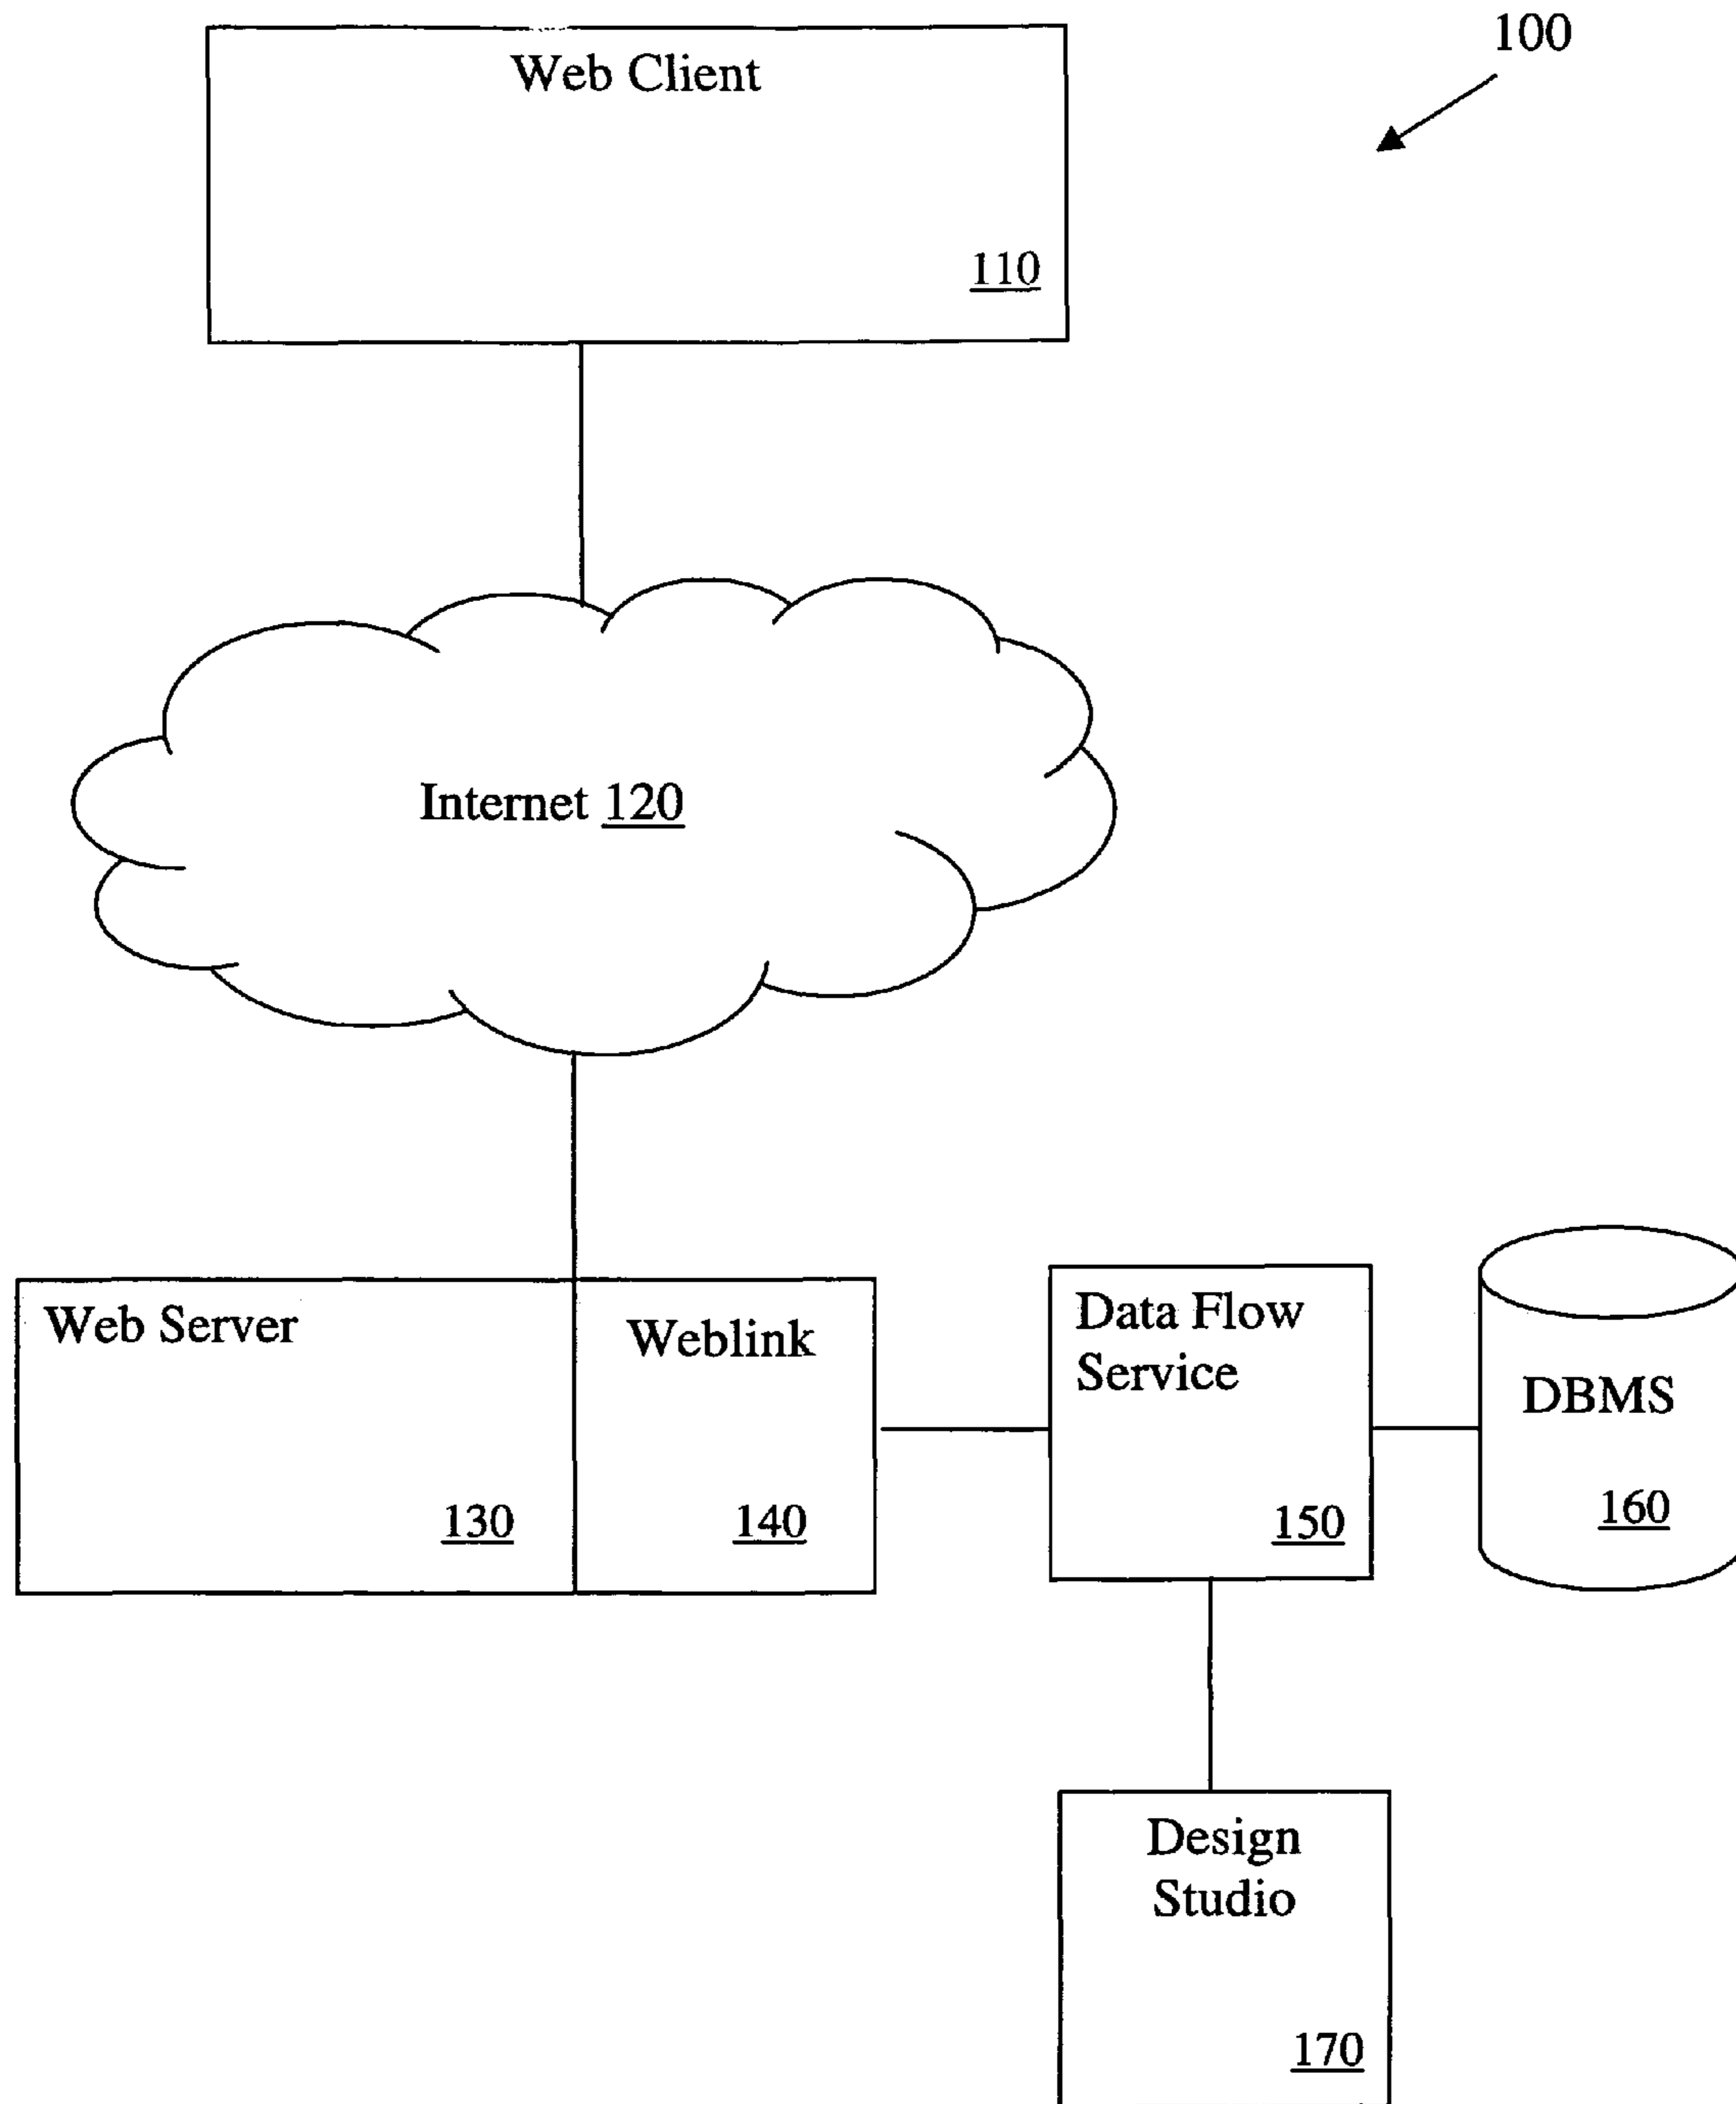 100
Web Client
110
Internet 120
Web Server
130
Weblink
140
Data Flow
Service
150
DBMS
160
Design
Studio
170